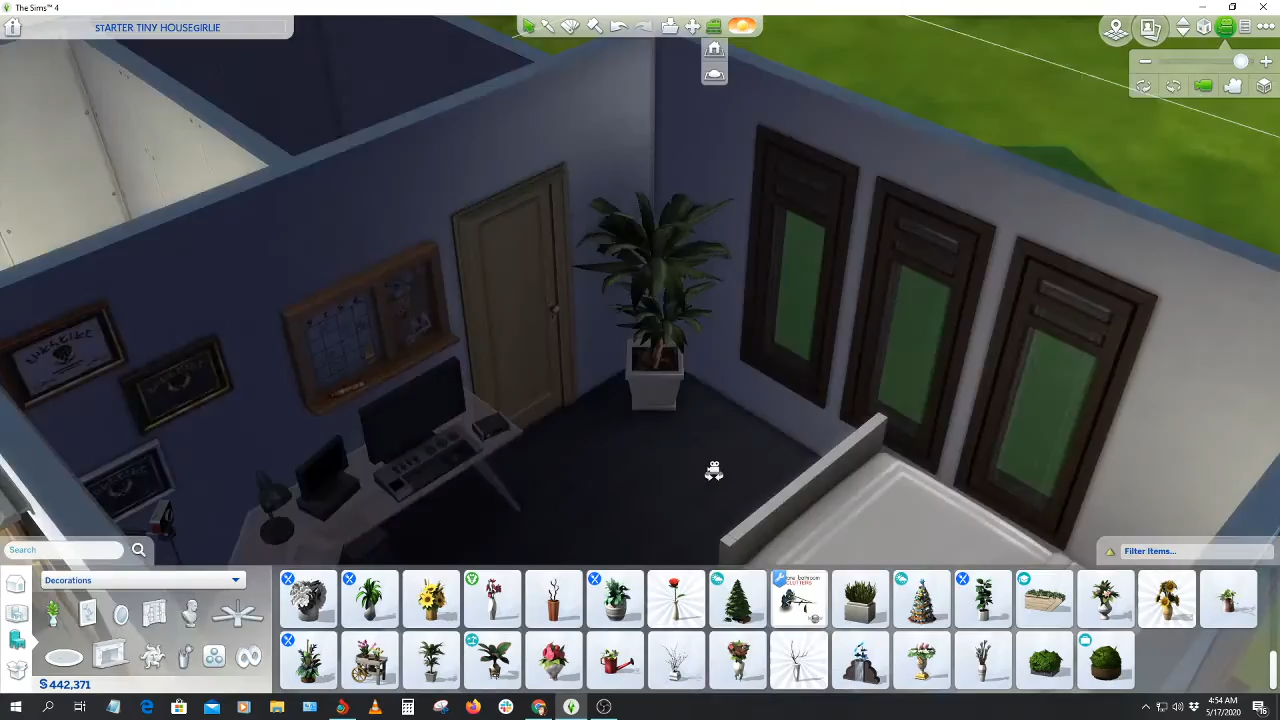 The Sims™ 4
STARTER TINY HOUSEGIRLIE
Search
Filter Items...
Decorations
§442,371
4:54 AM
5/17/2020